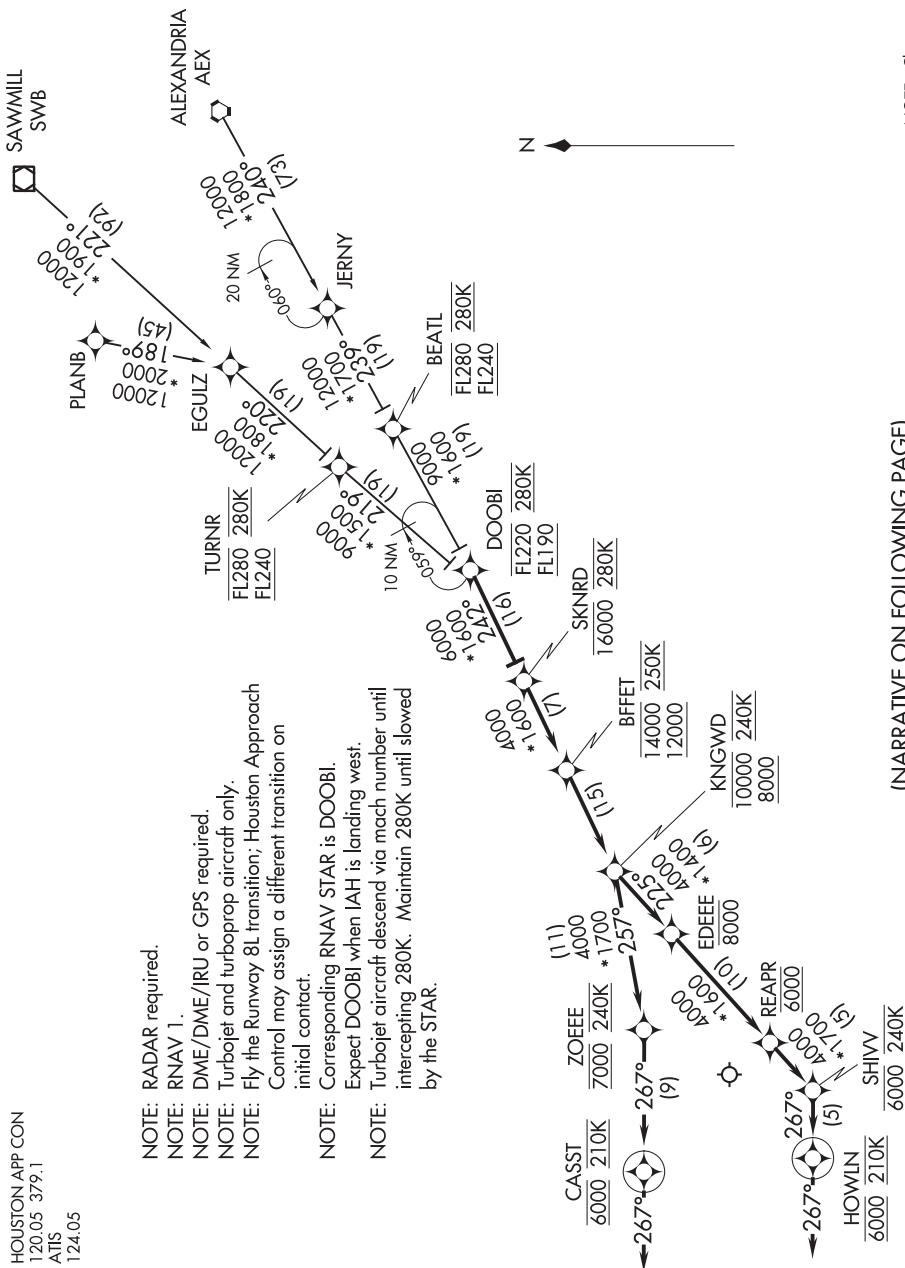 HOUSTON APP CON
120.05 379.1
ATIS
124.05
NOTE: RADAR required.
NOTE: RNAV 1.
NOTE: DME/DME/IRU or GPS required.
NOTE: Turbojet and turboprop aircraft only.
NOTE: Fly the Runway 8L transition; Houston Approach
Control may assign a different transition on
initial contact.
NOTE: Corresponding RNAV STAR is DOOBI.
Expect DOOBI when IAH is landing west.
NOTE: Turbojet aircraft descend via mach number until
intercepting 280K. Maintain 280K until slowed
by the STAR.
SAWMILL
SWB
12000
*1900
221°
(92)
ALEXANDRIA
AEX
12000
*1800
240°
(73)
PLANB
12000
*2000
189°
(45)
EGULZ
12000
*1800
220°
(19)
20 NM
060°
JERNY
12000
*1700
239°
(19)
TURNR
FL280 280K
FL240
9000
*1500
219°
(19)
BEATL
FL280 280K
FL240
9000
*1600
(19)
10 NM
059°
DOOBI
FL220 280K
FL190
6000
*1600
242°
(16)
SKNRD
16000 280K
4000
*1600
(7)
BFFET
14000 250K
12000
(15)
KNGWD
10000 240K
8000
(11)
4000
*1700
257°
225°
4000
*1400
(6)
ZOEEE
7000 240K
267°
(9)
CASST
6000 210K
267°
EDEEE
8000
4000
*1600
(10)
REAPR
6000
4000
*1700
(5)
SHIVV
6000 240K
267°
(5)
HOWLN
6000 210K
267°
N
(NARRATIVE ON FOLLOWING PAGE)